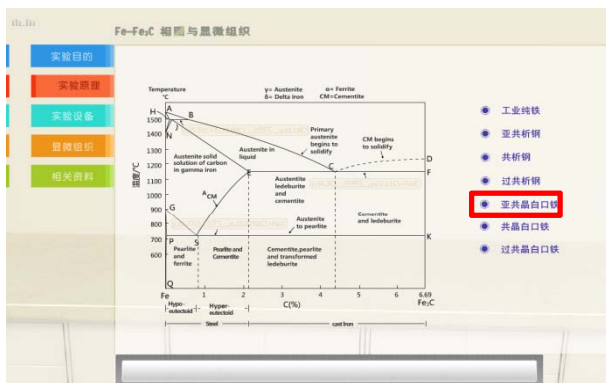 Fe-Fe₃C 相图与显微组织
实验目的
实验原理
实验设备
显微组织
相关资料
Temperature
°C
γ= Austenite
α= Ferrite
δ= Delta iron
CM=Cementite
H
A
B
1500
J
1400
N
1300
1200
1100
1000
900
800
700
600
温度/℃
Primary
austenite
begins to
solidify
CM begins
to solidify
Austenite in
liquid
Austenite solid
solution of carbon
in gamma iron
C
D
E
F
Austentite
ledeburite
and
cementite
ACM
G
Cementite
and ledeburite
Austenite
to pearlite
P
S
K
Pearlite
and
ferrite
Pearlite and
Cementite
Cementite,pearlite
and transformed
ledeburite
Q
Fe
1
2
3
4
5
6
6.69
Fe₃C
C(%)
Hypo-
eutectoid
Hyper-
eutectoid
Steel
cast Iron
工业纯铁
亚共析钢
共析钢
过共析钢
亚共晶白口铁
共晶白口铁
过共晶白口铁